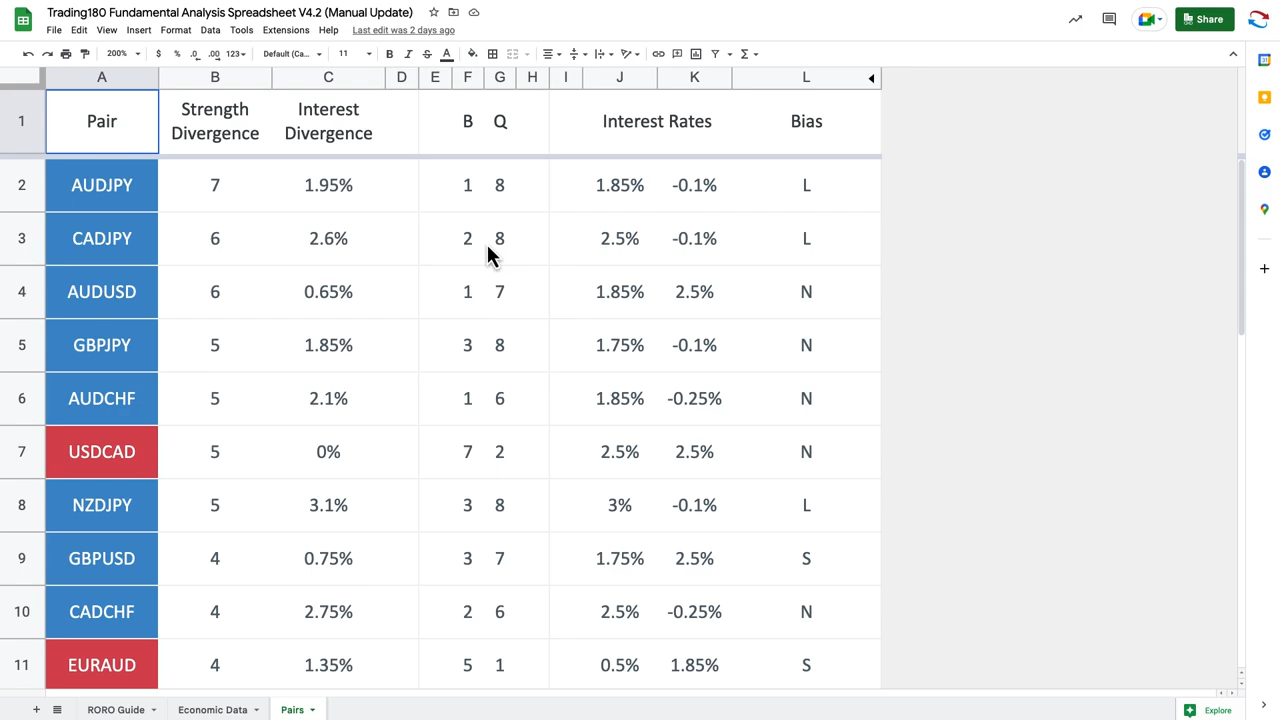 Trading180 Fundamental Analysis Spreadsheet V4.2 (Manual Update)
File Edit View Insert Format Data Tools Extensions Help Last edit was 2 days ago
Share
200% $ % .0 .00 123 Default (Ca... 11 B I S A
A B C D E F G H I J K L
1 Pair Strength Divergence Interest Divergence B Q Interest Rates Bias
2 AUDJPY 7 1.95% 1 8 1.85% -0.1% L
3 CADJPY 6 2.6% 2 8 2.5% -0.1% L
4 AUDUSD 6 0.65% 1 7 1.85% 2.5% N
5 GBPJPY 5 1.85% 3 8 1.75% -0.1% N
6 AUDCHF 5 2.1% 1 6 1.85% -0.25% N
7 USDCAD 5 0% 7 2 2.5% 2.5% N
8 NZDJPY 5 3.1% 3 8 3% -0.1% L
9 GBPUSD 4 0.75% 3 7 1.75% 2.5% S
10 CADCHF 4 2.75% 2 6 2.5% -0.25% N
11 EURAUD 4 1.35% 5 1 0.5% 1.85% S
RORO Guide Economic Data Pairs Explore